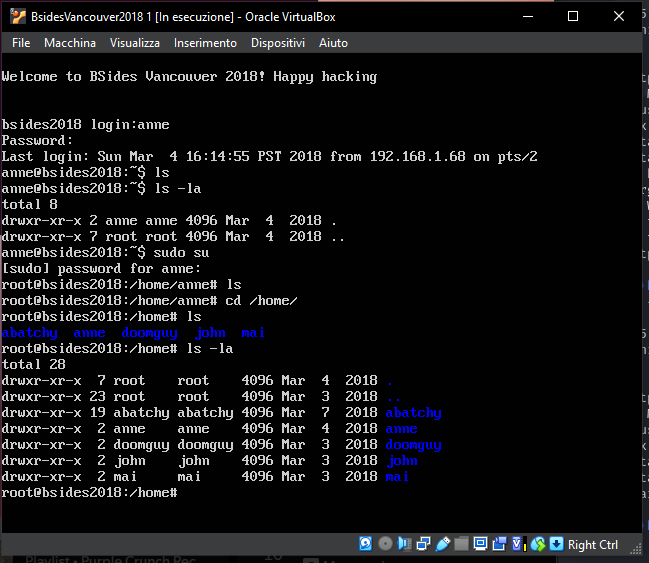 BsidesVancouver2018 1 [In esecuzione] - Oracle VirtualBox
File Macchina Visualizza Inserimento Dispositivi Aiuto
Welcome to BSides Vancouver 2018! Happy hacking
bsides2018 login:anne
Password:
Last login: Sun Mar  4 16:14:55 PST 2018 from 192.168.1.68 on pts/2
anne@bsides2018:~$ ls
anne@bsides2018:~$ ls -la
total 8
drwxr-xr-x 2 anne anne 4096 Mar  4  2018 .
drwxr-xr-x 7 root root 4096 Mar  4  2018 ..
anne@bsides2018:~$ sudo su
[sudo] password for anne:
root@bsides2018:/home/anne# ls
root@bsides2018:/home/anne# cd /home/
root@bsides2018:/home# ls
abatchy  anne  doomguy  john  mai
root@bsides2018:/home# ls -la
total 28
drwxr-xr-x  7 root    root    4096 Mar  4  2018 .
drwxr-xr-x 23 root    root    4096 Mar  3  2018 ..
drwxr-xr-x 19 abatchy abatchy 4096 Mar  7  2018 abatchy
drwxr-xr-x  2 anne    anne    4096 Mar  4  2018 anne
drwxr-xr-x  2 doomguy doomguy 4096 Mar  3  2018 doomguy
drwxr-xr-x  2 john    john    4096 Mar  3  2018 john
drwxr-xr-x  2 mai     mai     4096 Mar  3  2018 mai
root@bsides2018:/home#
Right Ctrl
Playlist • Purple Crunch Rec